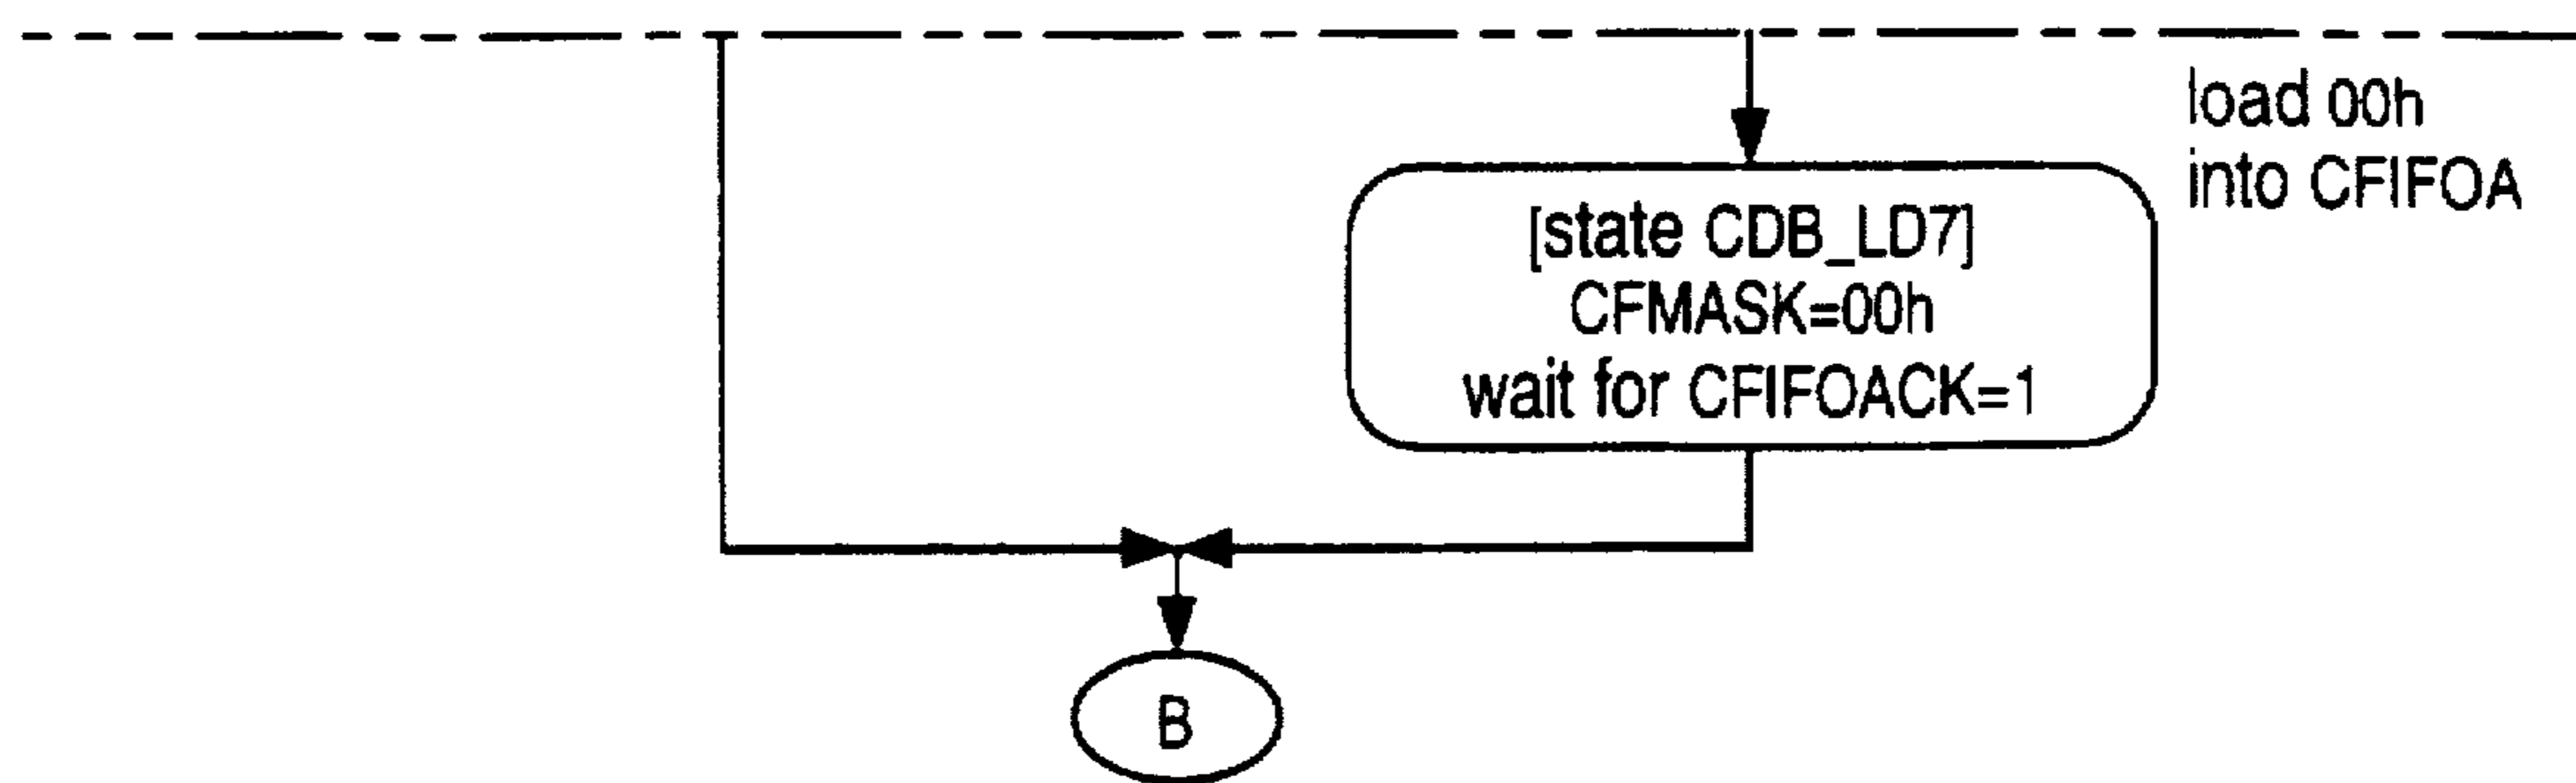 load 00h
into CFIFOA
[state CDB_LD7]
CFMASK=00h
wait for CFIFOACK=1
B